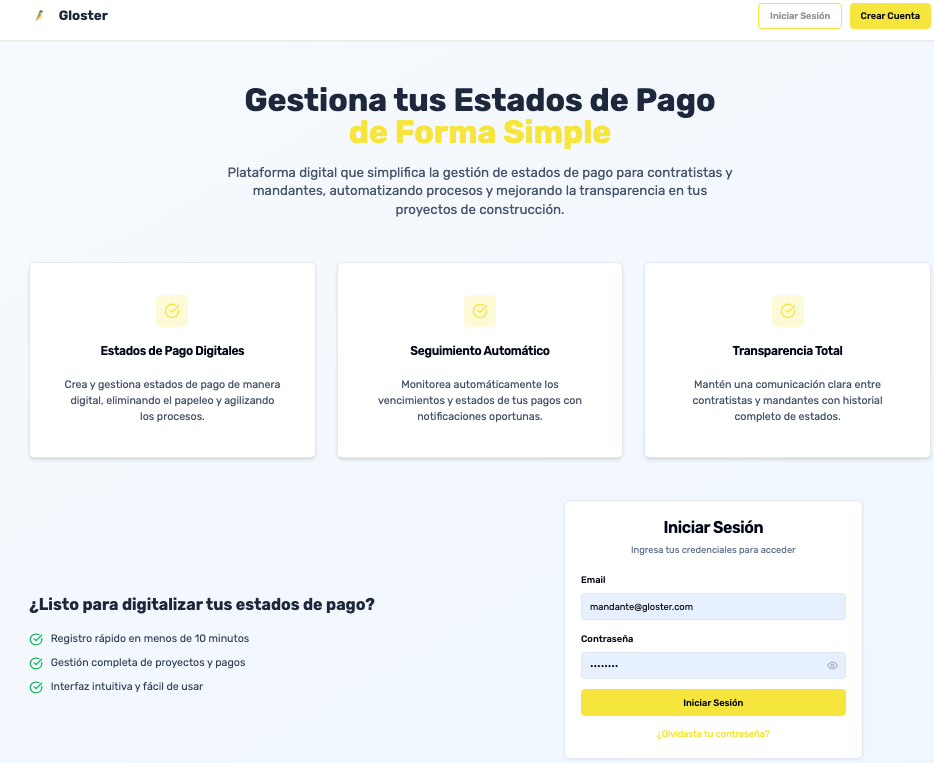 Gloster
Iniciar Sesión
Crear Cuenta
Gestiona tus Estados de Pago
de Forma Simple
Plataforma digital que simplifica la gestión de estados de pago para contratistas y
mandantes, automatizando procesos y mejorando la transparencia en tus
proyectos de construcción.
Estados de Pago Digitales
Crea y gestiona estados de pago de manera
digital, eliminando el papeleo y agilizando
los procesos.
Seguimiento Automático
Monitorea automáticamente los
vencimientos y estados de tus pagos con
notificaciones oportunas.
Transparencia Total
Mantén una comunicación clara entre
contratistas y mandantes con historial
completo de estados.
¿Listo para digitalizar tus estados de pago?
Registro rápido en menos de 10 minutos
Gestión completa de proyectos y pagos
Interfaz intuitiva y fácil de usar
Iniciar Sesión
Ingresa tus credenciales para acceder
Email
mandante@gloster.com
Contraseña
••••••••
Iniciar Sesión
¿Olvidaste tu contraseña?